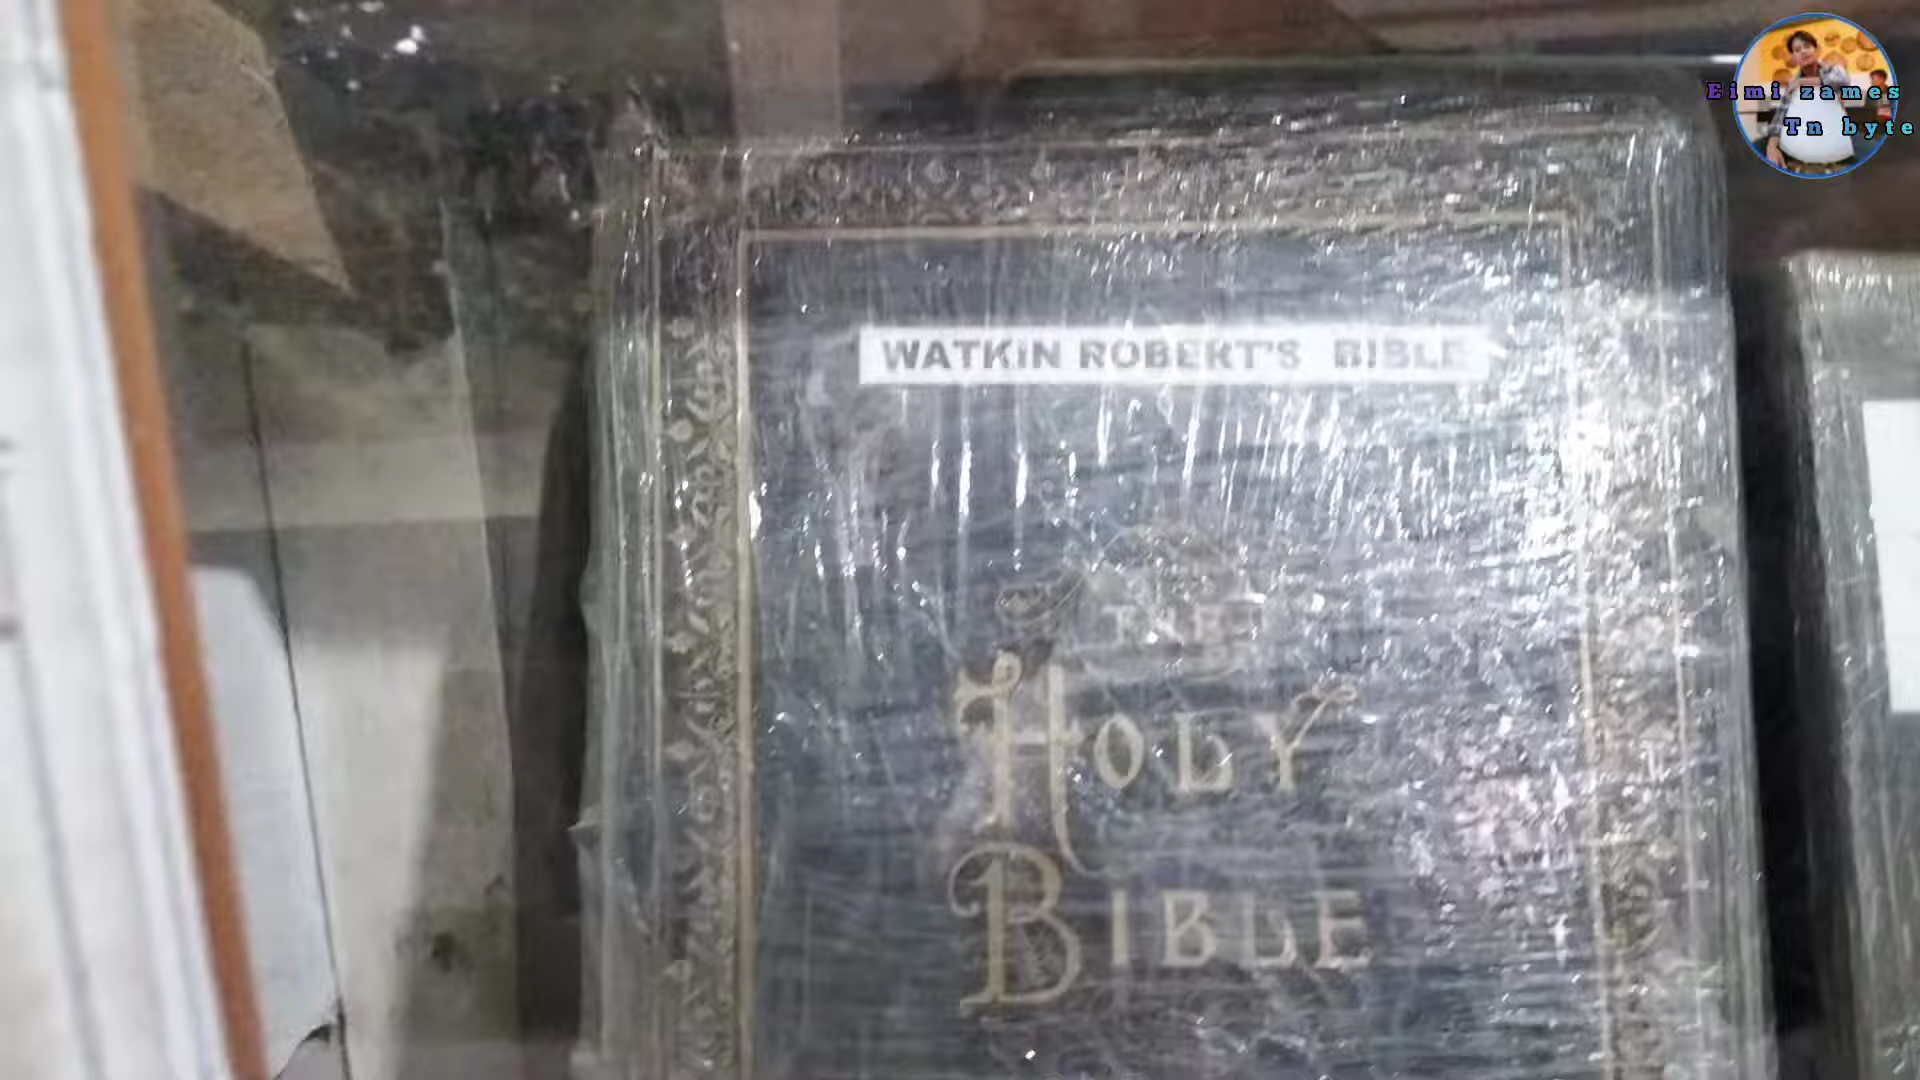 Eimi zames
Tn byte
WATKiN ROBERT'S BIBLE
THE
HOLY
BIBLE